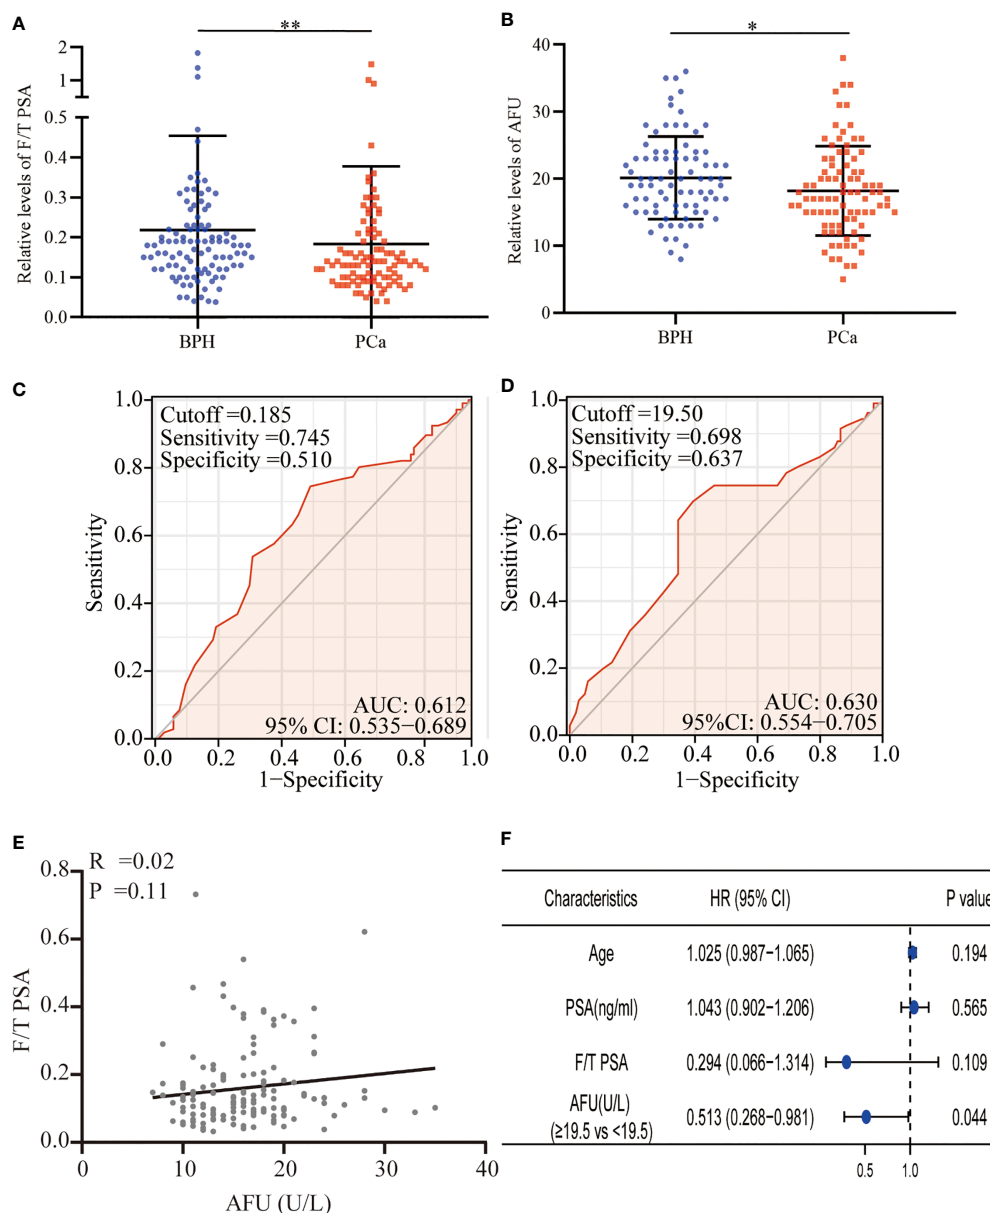 A
**
Relative levels of F/T PSA
2
1
0.5
0.4
0.3
0.2
0.1
0.0
BPH
PCa
B
*
Relative levels of AFU
40
30
20
10
0
BPH
PCa
C
Cutoff =0.185
Sensitivity =0.745
Specificity =0.510
AUC: 0.612
95% CI: 0.535−0.689
Sensitivity
1.0
0.8
0.6
0.4
0.2
0.0
0.0 0.2 0.4 0.6 0.8 1.0
1−Specificity
D
Cutoff =19.50
Sensitivity =0.698
Specificity =0.637
AUC: 0.630
95%CI: 0.554−0.705
Sensitivity
1.0
0.8
0.6
0.4
0.2
0.0
0.0 0.2 0.4 0.6 0.8 1.0
1−Specificity
E
R =0.02
P =0.11
F/T PSA
0.8
0.6
0.4
0.2
0.0
0 10 20 30 40
AFU (U/L)
F
Characteristics HR (95% CI) P value
Age 1.025 (0.987−1.065) 0.194
PSA(ng/ml) 1.043 (0.902−1.206) 0.565
F/T PSA 0.294 (0.066−1.314) 0.109
AFU(U/L) 0.513 (0.268−0.981) 0.044
(≥19.5 vs <19.5)
0.5 1.0